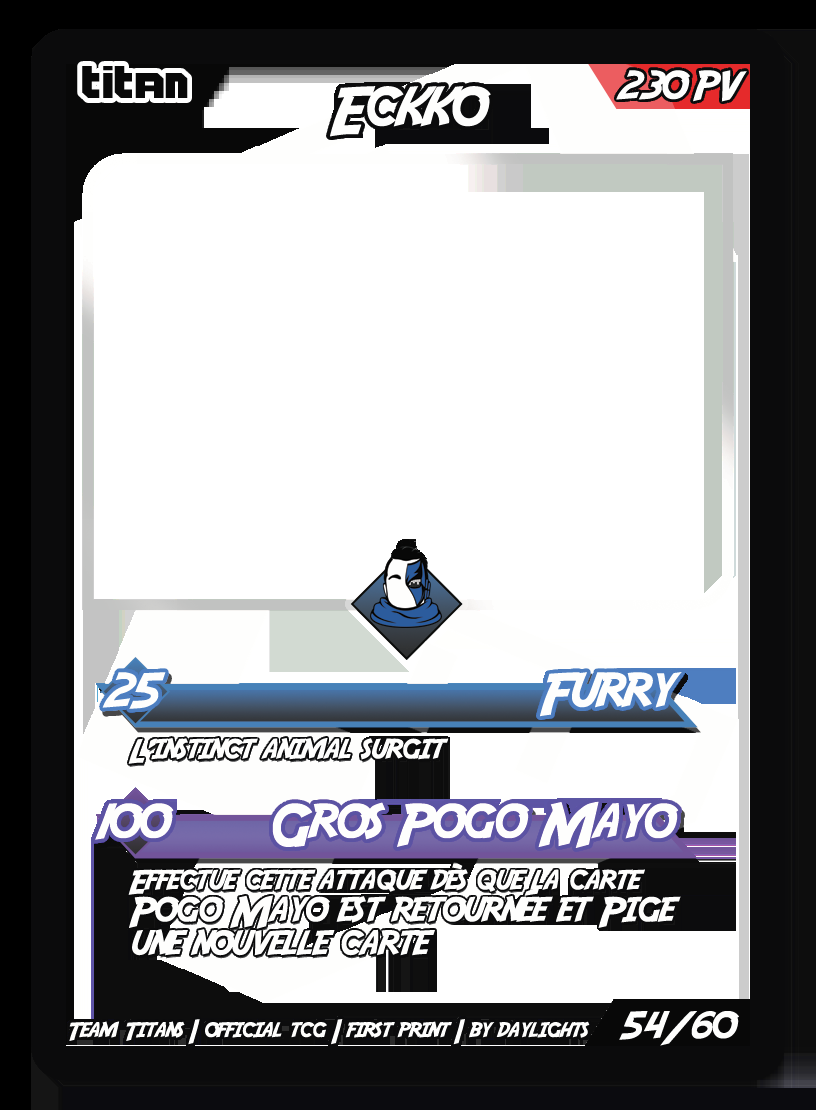 titan
Eckko
230 PV
25
Furry
L'instinct animal surgit
100
Gros Pogo Mayo
Effectue cette attaque dès que la carte
Pogo Mayo est retournée et Pige
une nouvelle carte
Team Titans | official tcg | first print | by daylights
54/60